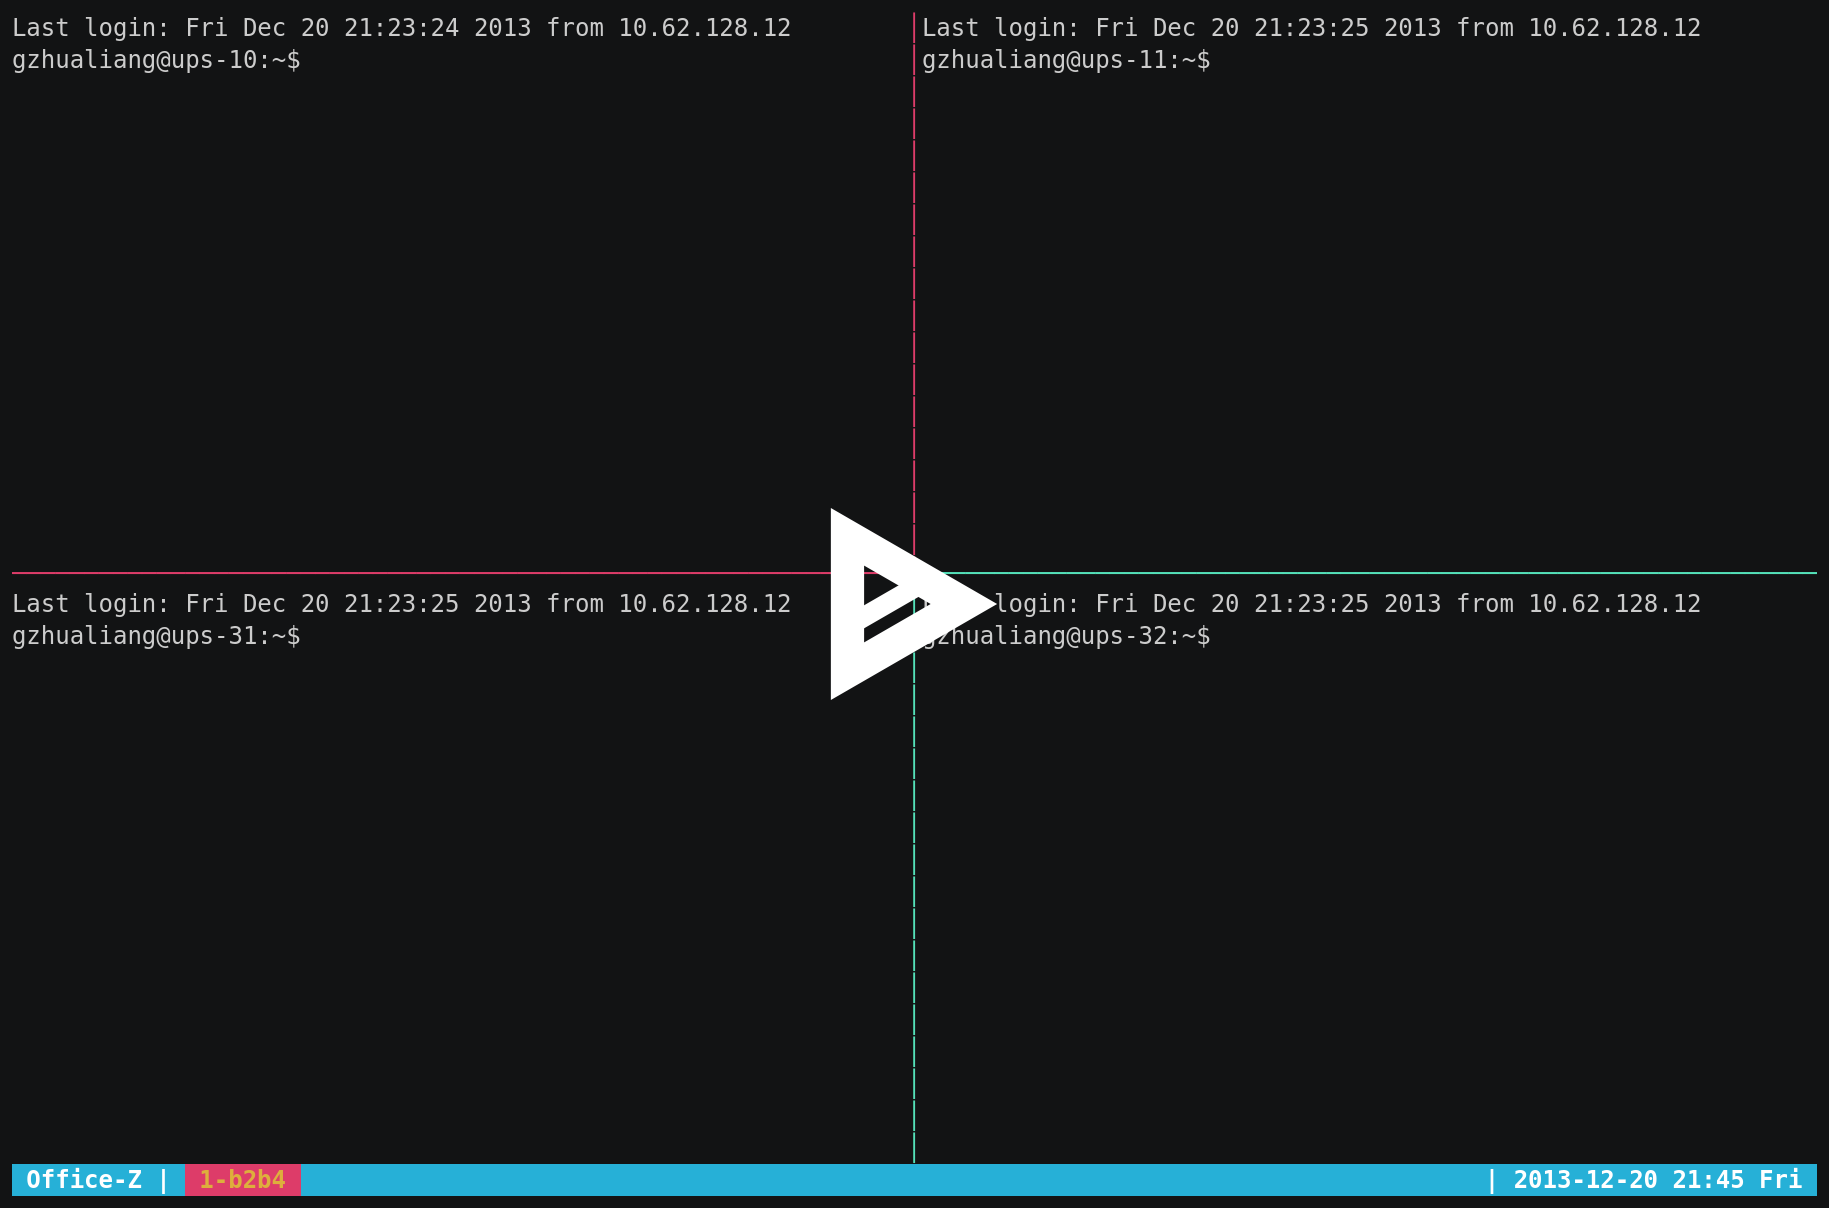 Last login: Fri Dec 20 21:23:24 2013 from 10.62.128.12
gzhualiang@ups-10:~$
Last login: Fri Dec 20 21:23:25 2013 from 10.62.128.12
gzhualiang@ups-11:~$
Last login: Fri Dec 20 21:23:25 2013 from 10.62.128.12
gzhualiang@ups-31:~$
login: Fri Dec 20 21:23:25 2013 from 10.62.128.12
gzhualiang@ups-32:~$
Office-Z | 1-b2b4 | 2013-12-20 21:45 Fri